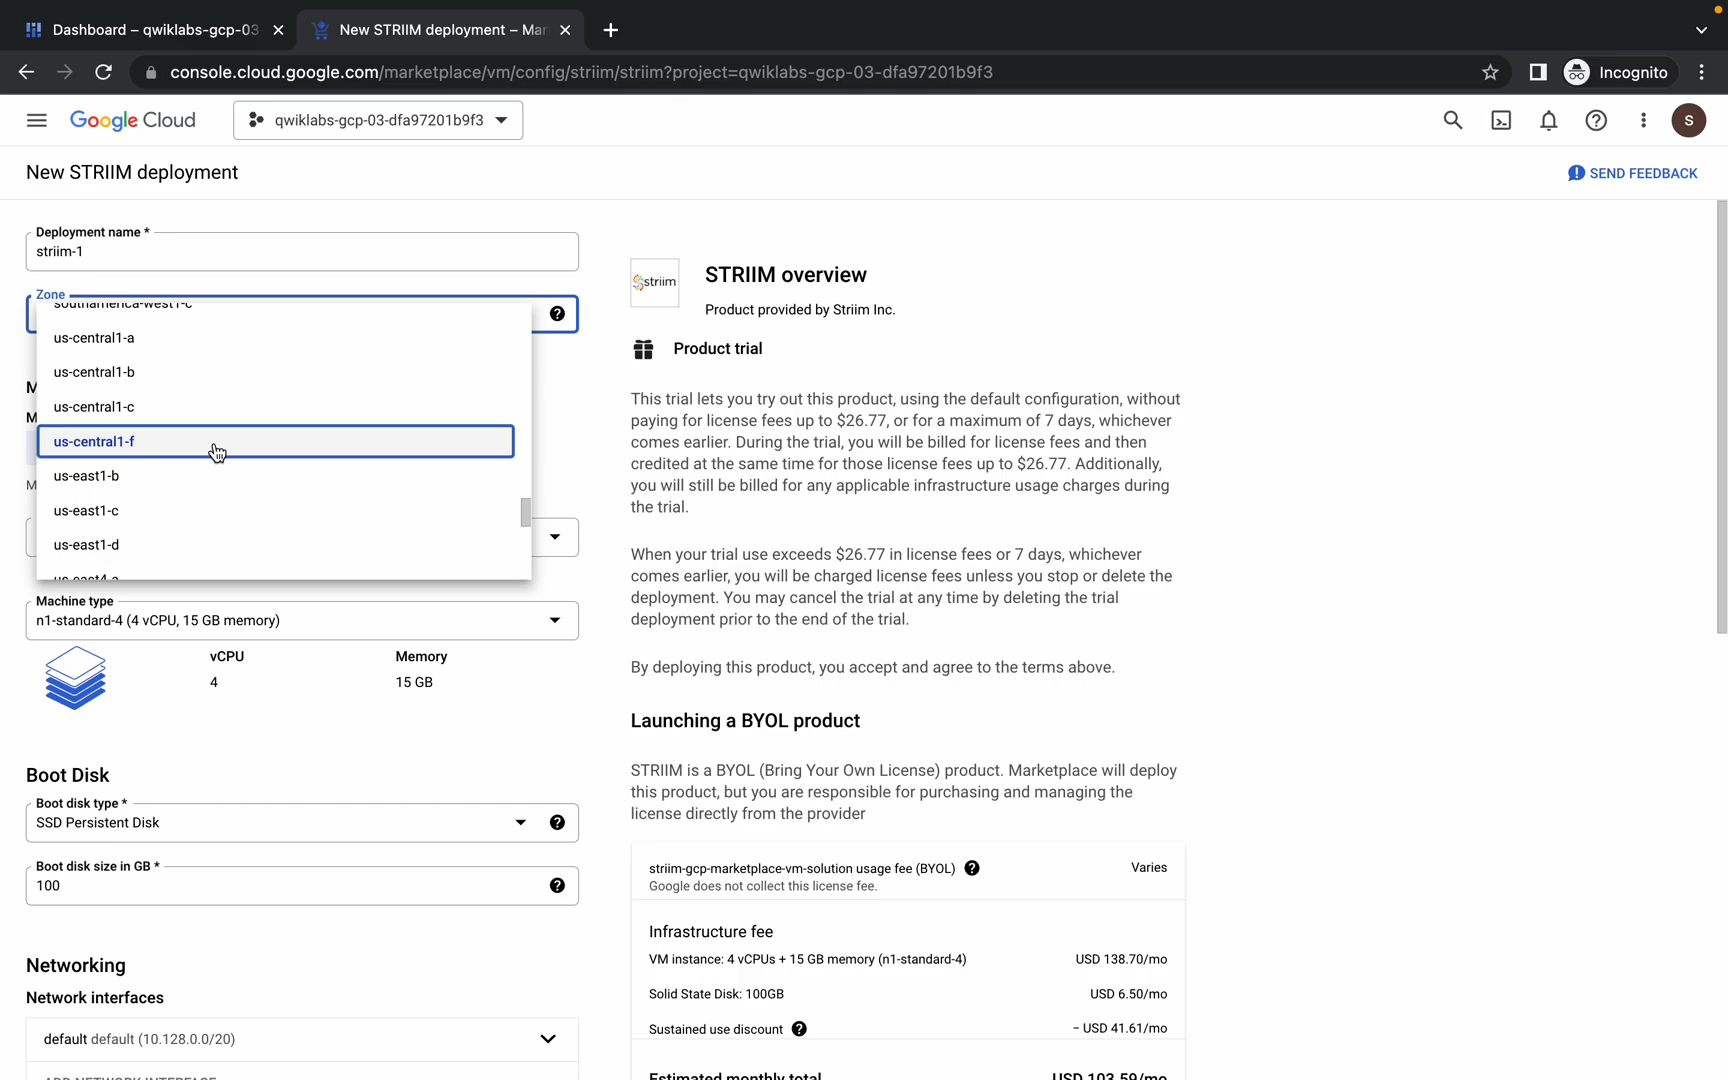 Dashboard – qwiklabs-gcp-03
New STRIIM deployment – Mar
console.cloud.google.com/marketplace/vm/config/striim/striim?project=qwiklabs-gcp-03-dfa97201b9f3
Incognito
Google Cloud
qwiklabs-gcp-03-dfa97201b9f3
S
New STRIIM deployment
SEND FEEDBACK
Deployment name *
striim-1
Zone
southamerica-west1-c
us-central1-a
us-central1-b
us-central1-c
us-central1-f
us-east1-b
us-east1-c
us-east1-d
us-east4-a
M
M
M
Machine type
n1-standard-4 (4 vCPU, 15 GB memory)
vCPU
Memory
4
15 GB
Boot Disk
Boot disk type *
SSD Persistent Disk
Boot disk size in GB *
100
Networking
Network interfaces
default default (10.128.0.0/20)
ADD NETWORK INTERFACE
striim
STRIIM overview
Product provided by Striim Inc.
Product trial
This trial lets you try out this product, using the default configuration, without
paying for license fees up to $26.77, or for a maximum of 7 days, whichever
comes earlier. During the trial, you will be billed for license fees and then
credited at the same time for those license fees up to $26.77. Additionally,
you will still be billed for any applicable infrastructure usage charges during
the trial.
When your trial use exceeds $26.77 in license fees or 7 days, whichever
comes earlier, you will be charged license fees unless you stop or delete the
deployment. You may cancel the trial at any time by deleting the trial
deployment prior to the end of the trial.
By deploying this product, you accept and agree to the terms above.
Launching a BYOL product
STRIIM is a BYOL (Bring Your Own License) product. Marketplace will deploy
this product, but you are responsible for purchasing and managing the
license directly from the provider
striim-gcp-marketplace-vm-solution usage fee (BYOL)
Varies
Google does not collect this license fee.
Infrastructure fee
VM instance: 4 vCPUs + 15 GB memory (n1-standard-4)
USD 138.70/mo
Solid State Disk: 100GB
USD 6.50/mo
Sustained use discount
– USD 41.61/mo
Estimated monthly total
USD 103.59/mo